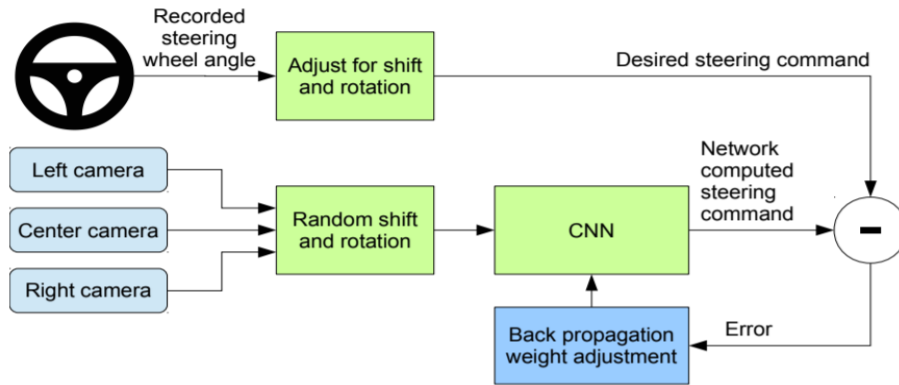 Recorded
steering
wheel angle
Adjust for shift
and rotation
Desired steering command
Left camera
Center camera
Right camera
Random shift
and rotation
CNN
Network
computed
steering
command
-
Back propagation
weight adjustment
Error